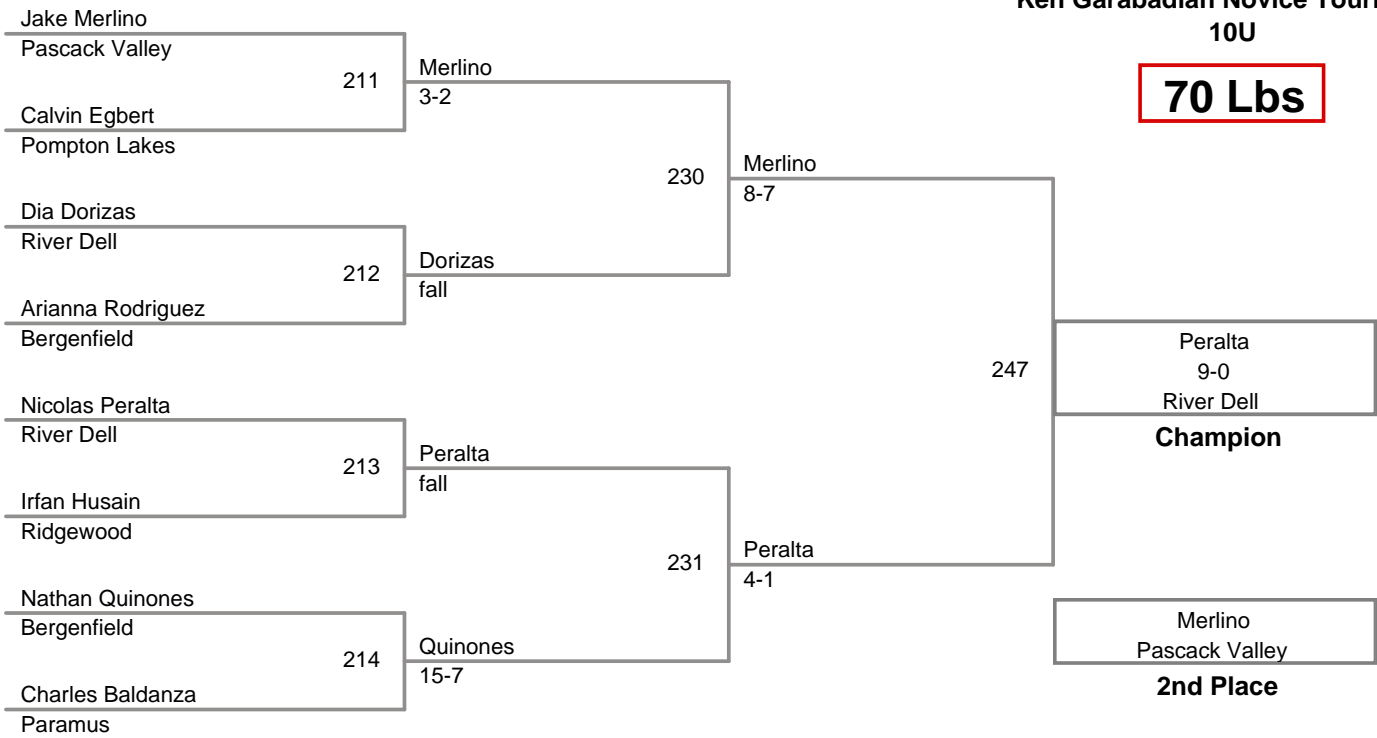 Ken Garabadian Novice
10U
70 Lbs
Jake Merlino
Pascack Valley
211
Merlino
3-2
Calvin Egbert
Pompton Lakes
230
Merlino
8-7
Dia Dorizas
River Dell
212
Dorizas
fall
Arianna Rodriguez
Bergenfield
247
Peralta
9-0
River Dell
Champion
Nicolas Peralta
River Dell
213
Peralta
fall
Irfan Husain
Ridgewood
231
Peralta
4-1
Nathan Quinones
Bergenfield
214
Quinones
15-7
Charles Baldanza
Paramus
Merlino
Pascack Valley
2nd Place